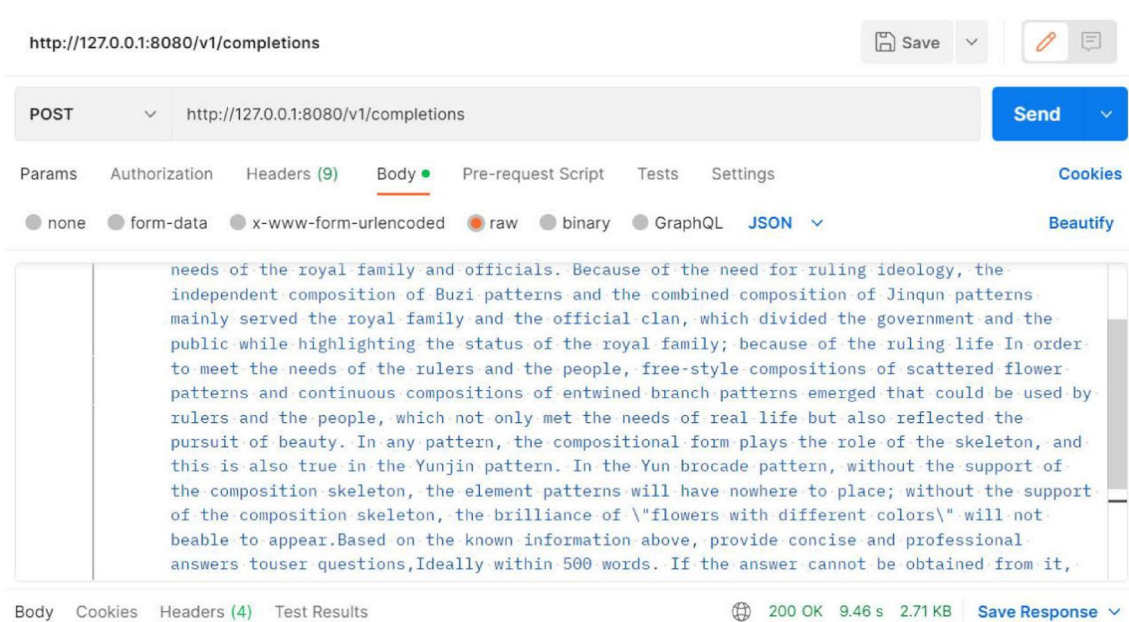 http://127.0.0.1:8080/v1/completions
Save
POST
http://127.0.0.1:8080/v1/completions
Send
Params Authorization Headers (9) Body Pre-request Script Tests Settings Cookies
none form-data x-www-form-urlencoded raw binary GraphQL JSON Beautify
needs of the royal family and officials. Because of the need for ruling ideology, the
independent composition of Buzi patterns and the combined composition of Jinqun patterns
mainly served the royal family and the official clan, which divided the government and the
public while highlighting the status of the royal family; because of the ruling life In order
to meet the needs of the rulers and the people, free-style compositions of scattered flower
patterns and continuous compositions of entwined branch patterns emerged that could be used by
rulers and the people, which not only met the needs of real life but also reflected the
pursuit of beauty. In any pattern, the compositional form plays the role of the skeleton, and
this is also true in the Yunjin pattern. In the Yun brocade pattern, without the support of
the composition skeleton, the element patterns will have nowhere to place; without the support
of the composition skeleton, the brilliance of \"flowers with different colors\" will not
beable to appear.Based on the known information above, provide concise and professional
answers touser questions,Ideally within 500 words. If the answer cannot be obtained from it,
Body Cookies Headers (4) Test Results 200 OK 9.46 s 2.71 KB Save Response